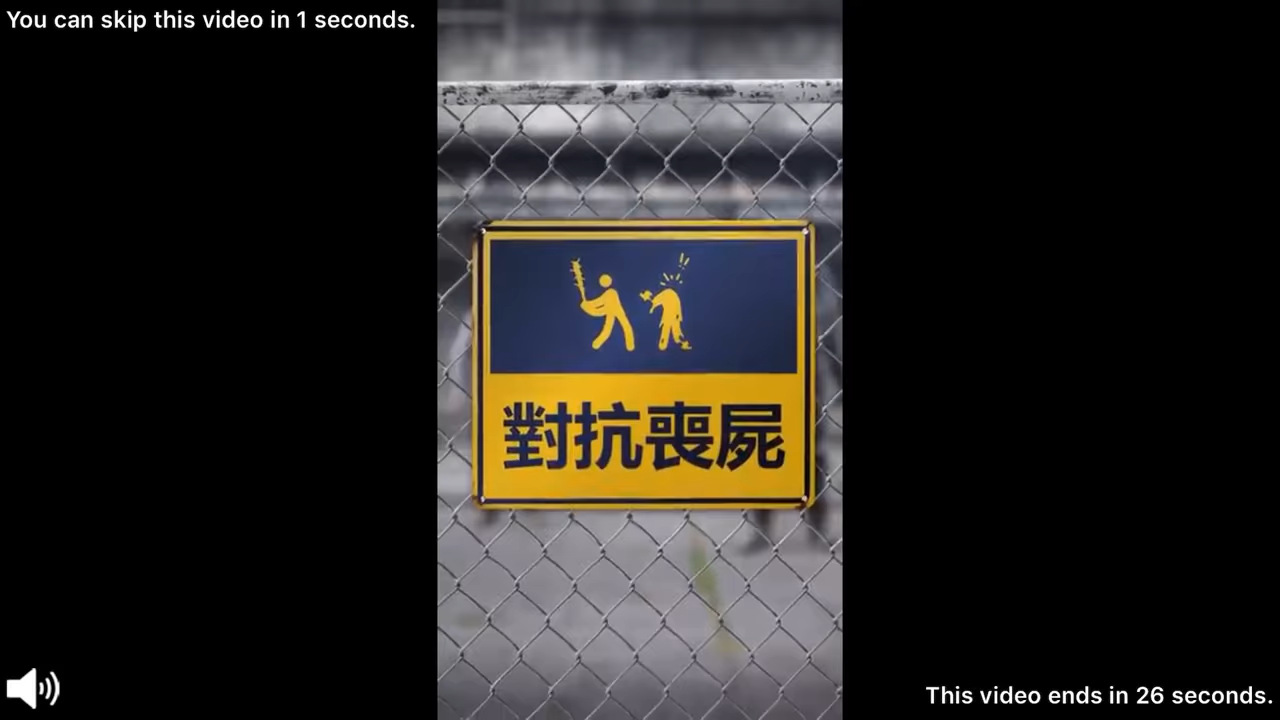 You can skip this video in 1 seconds.
對抗喪屍
This video ends in 26 seconds.